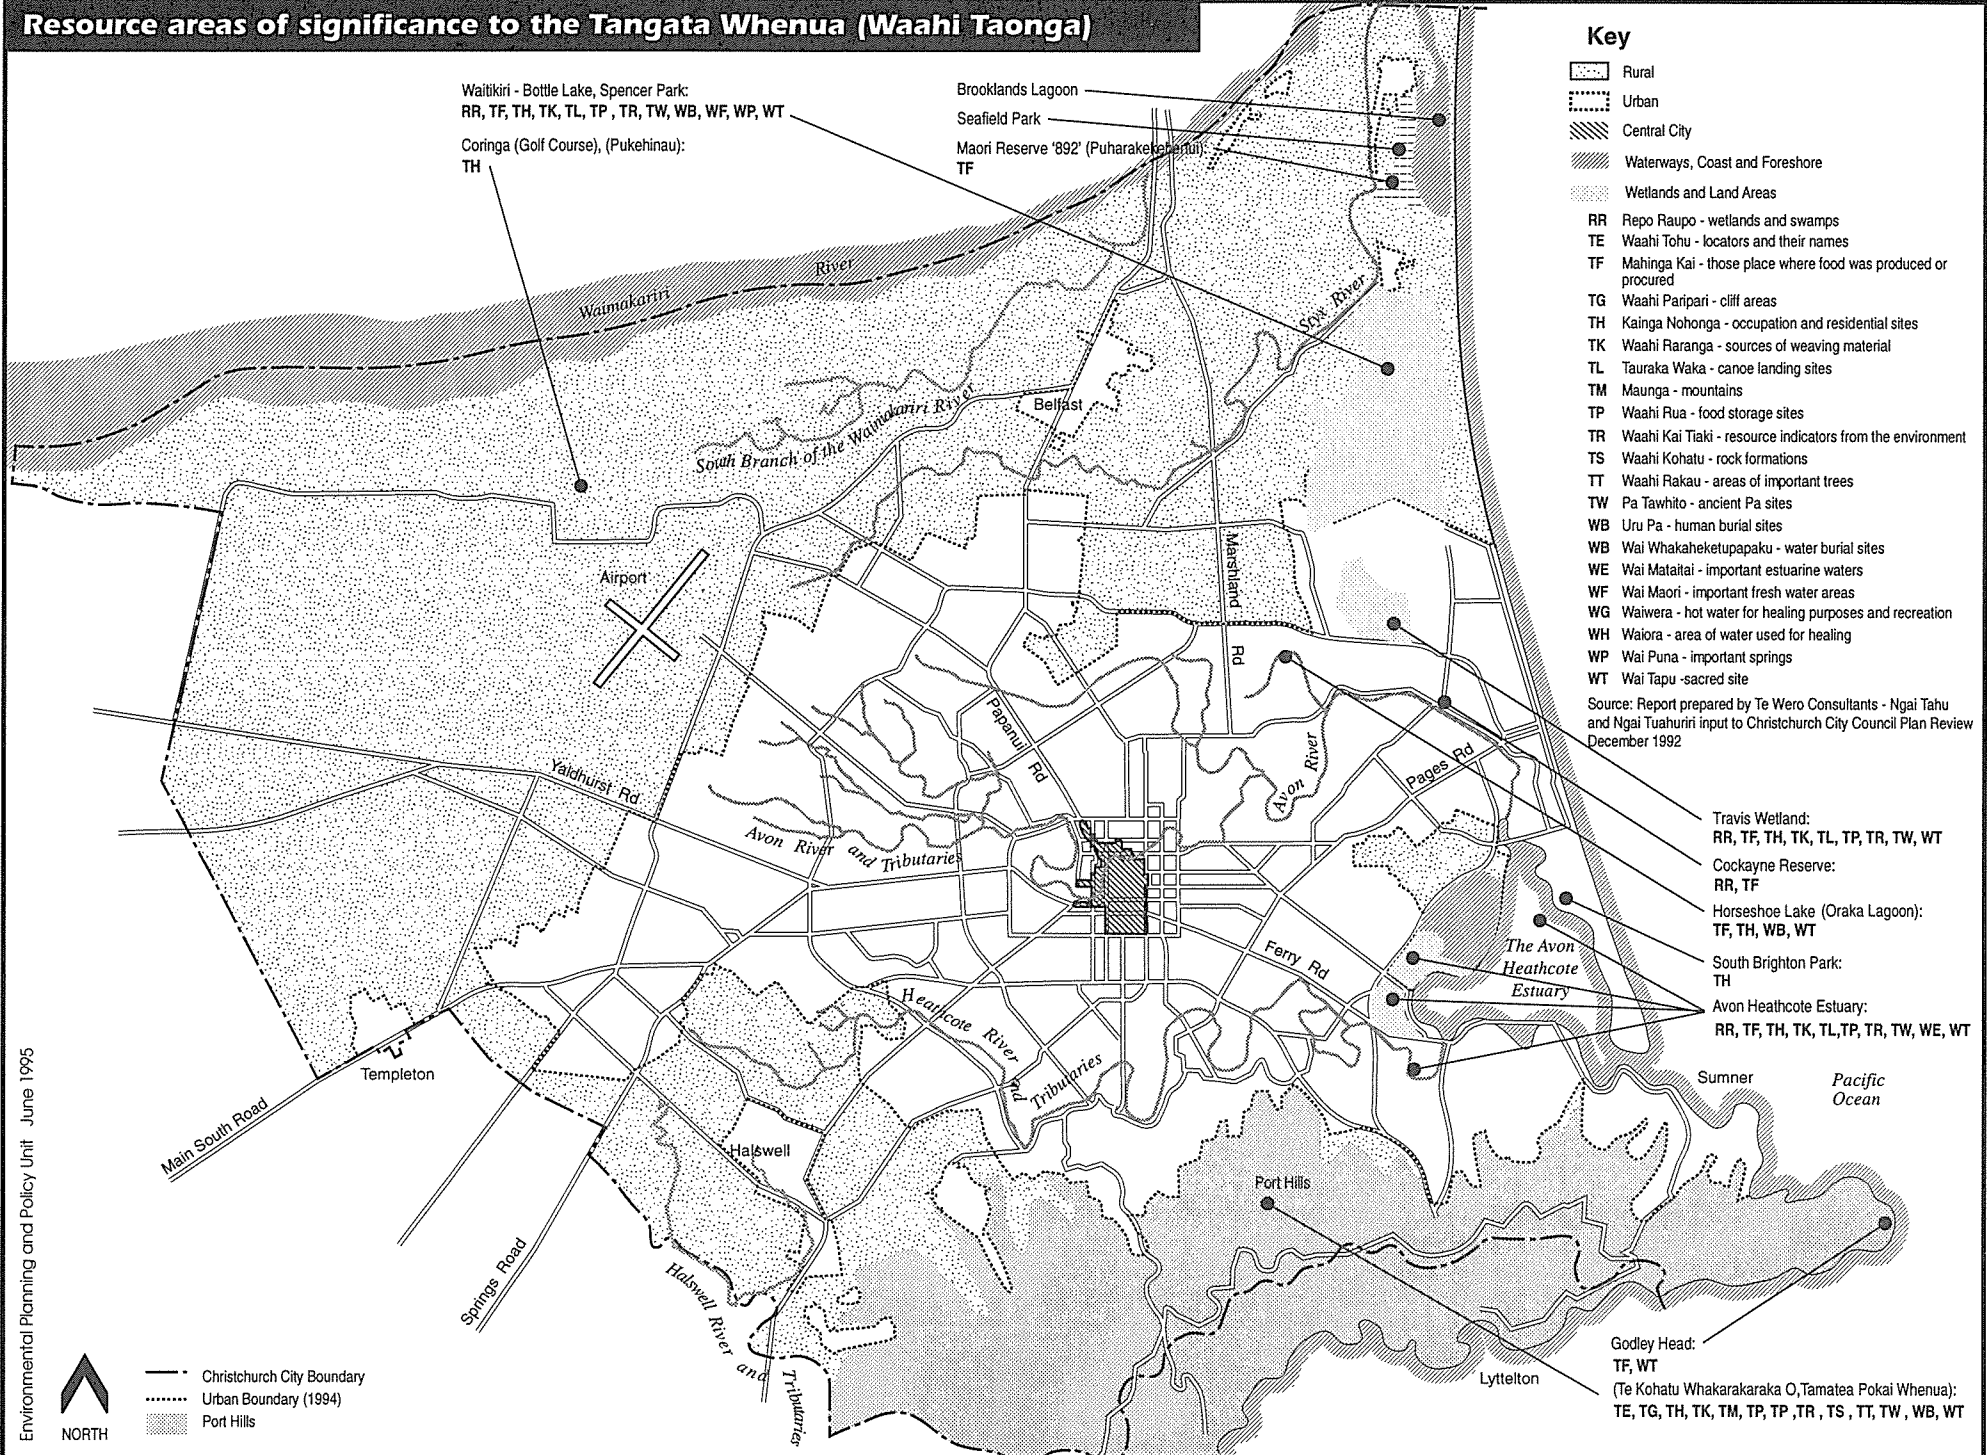 Resource areas of significance to the Tangata Whenua (Waahi Taonga)
Waitikiri - Bottle Lake, Spencer Park:
RR, TF, TH, TK, TL, TP , TR, TW, WB, WF, WP, WT
Coringa (Golf Course), (Pukehinau):
TH
Brooklands Lagoon
Seafield Park
Maori Reserve '892' (Puharakekehenui):
TF
Key
Rural
Urban
Central City
Waterways, Coast and Foreshore
Wetlands and Land Areas
RR Repo Raupo - wetlands and swamps
TE Waahi Tohu - locators and their names
TF Mahinga Kai - those place where food was produced or
procured
TG Waahi Paripari - cliff areas
TH Kainga Nohonga - occupation and residential sites
TK Waahi Raranga - sources of weaving material
TL Tauraka Waka - canoe landing sites
TM Maunga - mountains
TP Waahi Rua - food storage sites
TR Waahi Kai Tiaki - resource indicators from the environment
TS Waahi Kohatu - rock formations
TT Waahi Rakau - areas of important trees
TW Pa Tawhito - ancient Pa sites
WB Uru Pa - human burial sites
WB Wai Whakaheketupapaku - water burial sites
WE Wai Mataitai - important estuarine waters
WF Wai Maori - important fresh water areas
WG Waiwera - hot water for healing purposes and recreation
WH Waiora - area of water used for healing
WP Wai Puna - important springs
WT Wai Tapu -sacred site
Source: Report prepared by Te Wero Consultants - Ngai Tahu
and Ngai Tuahuriri input to Christchurch City Council Plan Review
December 1992
Waimakariri River
Styx River
South Branch of the Waimakariri River
Belfast
Airport
Marshland Rd
Papanui Rd
Yaldhurst Rd
Avon River and Tributaries
Avon River
Pages Rd
Ferry Rd
The Avon
Heathcote
Estuary
Heathcote River and Tributaries
Travis Wetland:
RR, TF, TH, TK, TL, TP, TR, TW, WT
Cockayne Reserve:
RR, TF
Horseshoe Lake (Oraka Lagoon):
TF, TH, WB, WT
South Brighton Park:
TH
Avon Heathcote Estuary:
RR, TF, TH, TK, TL,TP, TR, TW, WE, WT
Templeton
Main South Road
Halswell
Springs Road
Halswell River and Tributaries
Sumner
Pacific
Ocean
Port Hills
Lyttelton
Godley Head:
TF, WT
(Te Kohatu Whakarakaraka O,Tamatea Pokai Whenua):
TE, TG, TH, TK, TM, TP, TP ,TR , TS , TT, TW , WB, WT
Environmental Planning and Policy Unit June 1995
NORTH
Christchurch City Boundary
Urban Boundary (1994)
Port Hills